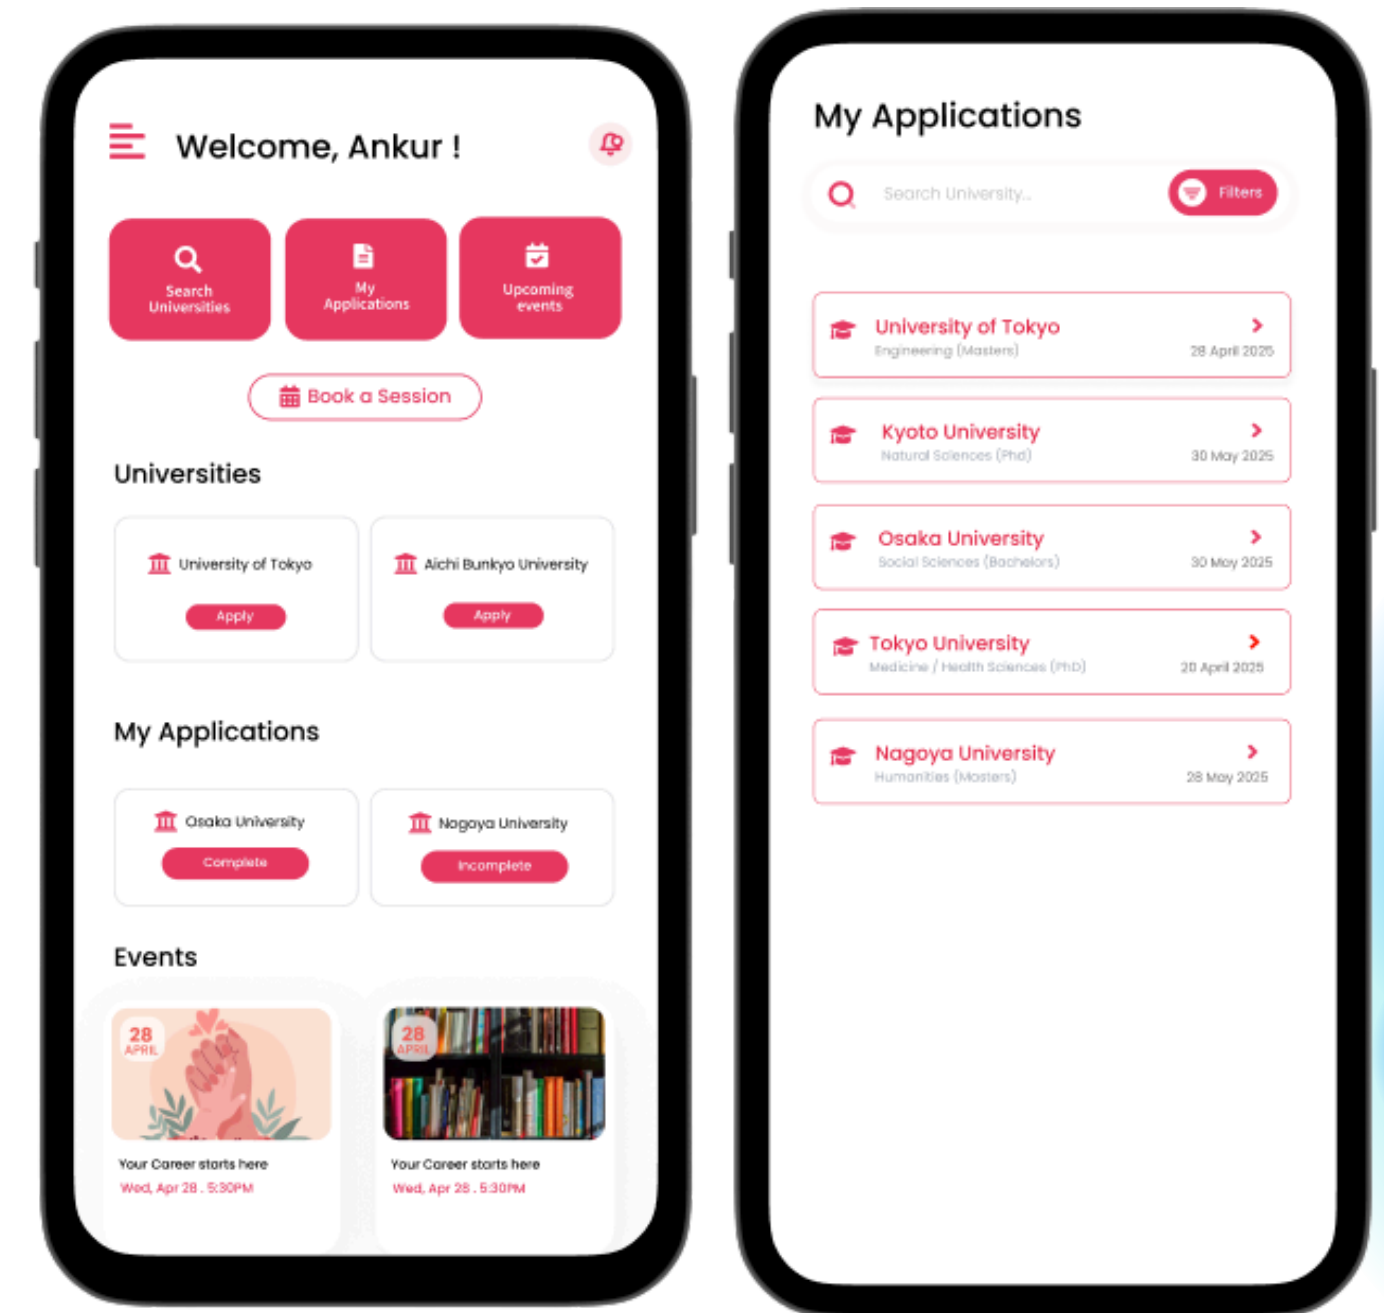 Welcome, Ankur !
Search
Universities
My
Applications
Upcoming
events
Book a Session
Universities
University of Tokyo
Apply
Aichi Bunkyo University
Apply
My Applications
Osaka University
Complete
Nagoya University
Incomplete
Events
28
APRIL
Your Career starts here
Wed, Apr 28 . 5:30PM
28
APRIL
Your Career starts here
Wed, Apr 28 . 5:30PM
My Applications
Search University..
Filters
University of Tokyo
Engineering (Masters)
28 April 2025
Kyoto University
Natural Sciences (Phd)
30 May 2025
Osaka University
Social Sciences (Bachelors)
30 May 2025
Tokyo University
Medicine / Health Sciences (PhD)
20 April 2025
Nagoya University
Humanities (Masters)
28 May 2025